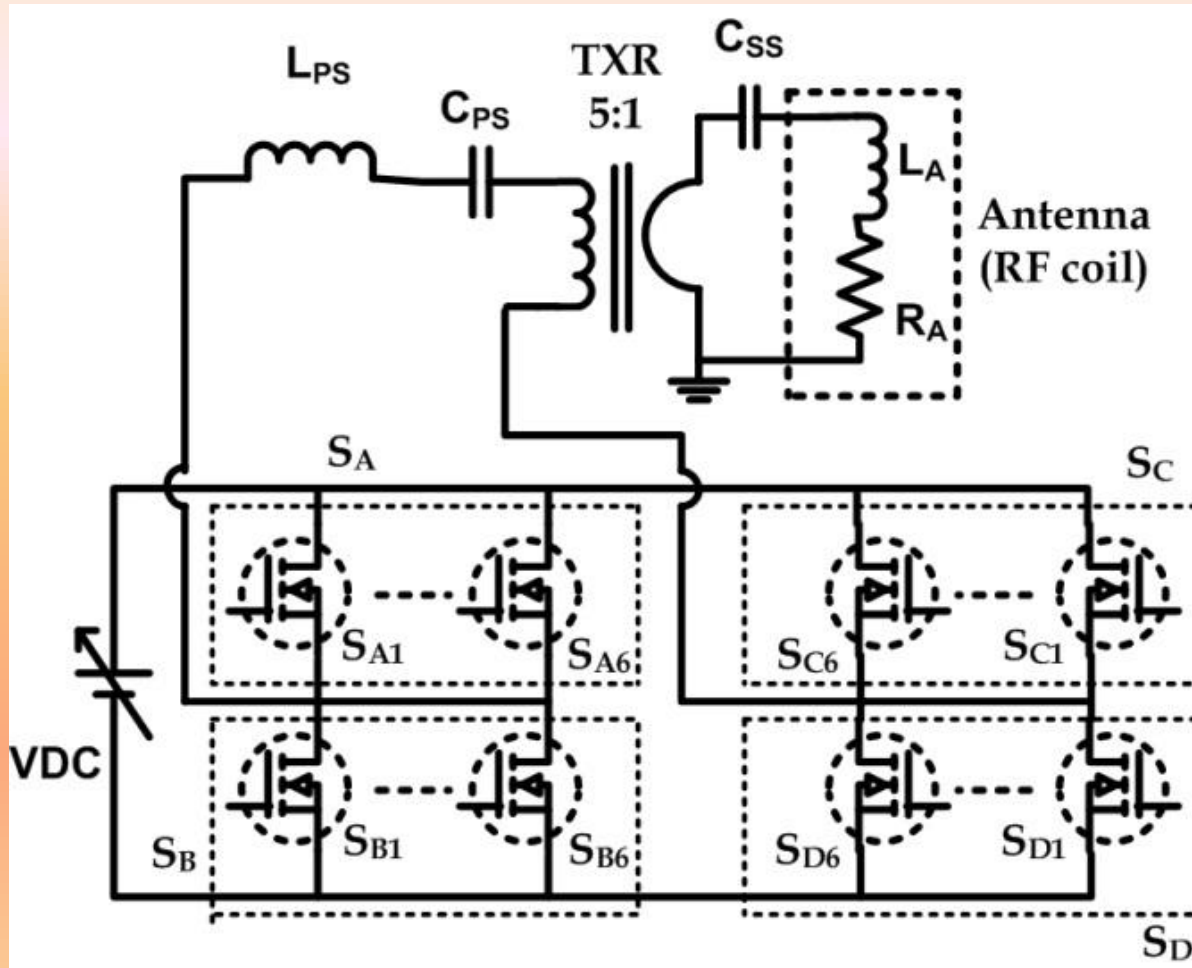 LPS
CPS
TXR
5:1
CSS
LA
RA
Antenna
(RF coil)
SA
SC
SA1
SA6
SC6
SC1
VDC
SB
SB1
SB6
SD6
SD1
SD